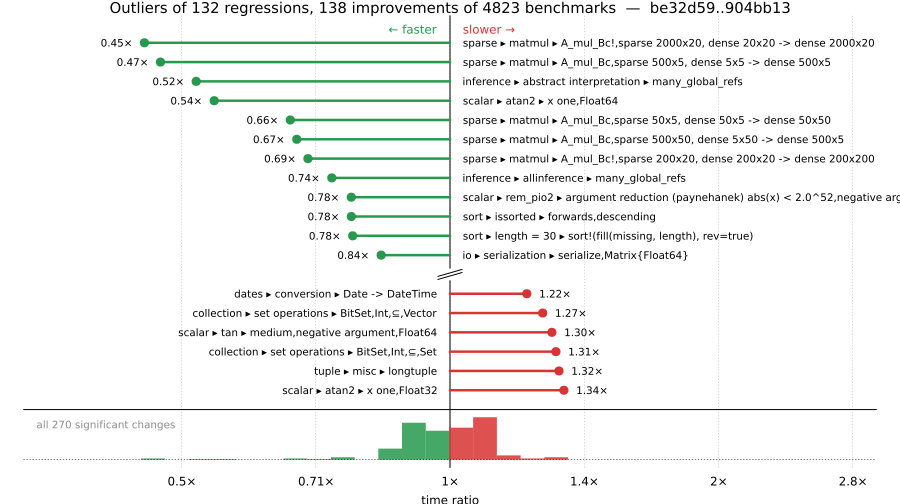 Outliers of 132 regressions, 138 improvements of 4823 benchmarks — be32d59..904bb13
← faster slower →
0.45× sparse ▸ matmul ▸ A_mul_Bc!,sparse 2000x20, dense 20x20 -> dense 2000x20
0.47× sparse ▸ matmul ▸ A_mul_Bc,sparse 500x5, dense 5x5 -> dense 500x5
0.52× inference ▸ abstract interpretation ▸ many_global_refs
0.54× scalar ▸ atan2 ▸ x one,Float64
0.66× sparse ▸ matmul ▸ A_mul_Bc,sparse 50x5, dense 50x5 -> dense 50x50
0.67× sparse ▸ matmul ▸ A_mul_Bc,sparse 500x50, dense 5x50 -> dense 500x5
0.69× sparse ▸ matmul ▸ A_mul_Bc!,sparse 200x20, dense 200x20 -> dense 200x200
0.74× inference ▸ allinference ▸ many_global_refs
0.78× scalar ▸ rem_pio2 ▸ argument reduction (paynehanek) abs(x) < 2.0^52,negative arg
0.78× sort ▸ issorted ▸ forwards,descending
0.78× sort ▸ length = 30 ▸ sort!(fill(missing, length), rev=true)
0.84× io ▸ serialization ▸ serialize,Matrix{Float64}
dates ▸ conversion ▸ Date -> DateTime 1.22×
collection ▸ set operations ▸ BitSet,Int,⊆,Vector 1.27×
scalar ▸ tan ▸ medium,negative argument,Float64 1.30×
collection ▸ set operations ▸ BitSet,Int,⊆,Set 1.31×
tuple ▸ misc ▸ longtuple 1.32×
scalar ▸ atan2 ▸ x one,Float32 1.34×
all 270 significant changes
0.5× 0.71× 1× 1.4× 2× 2.8×
time ratio